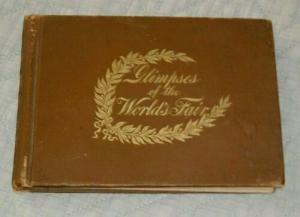 Glimpses
of the
World's Fair